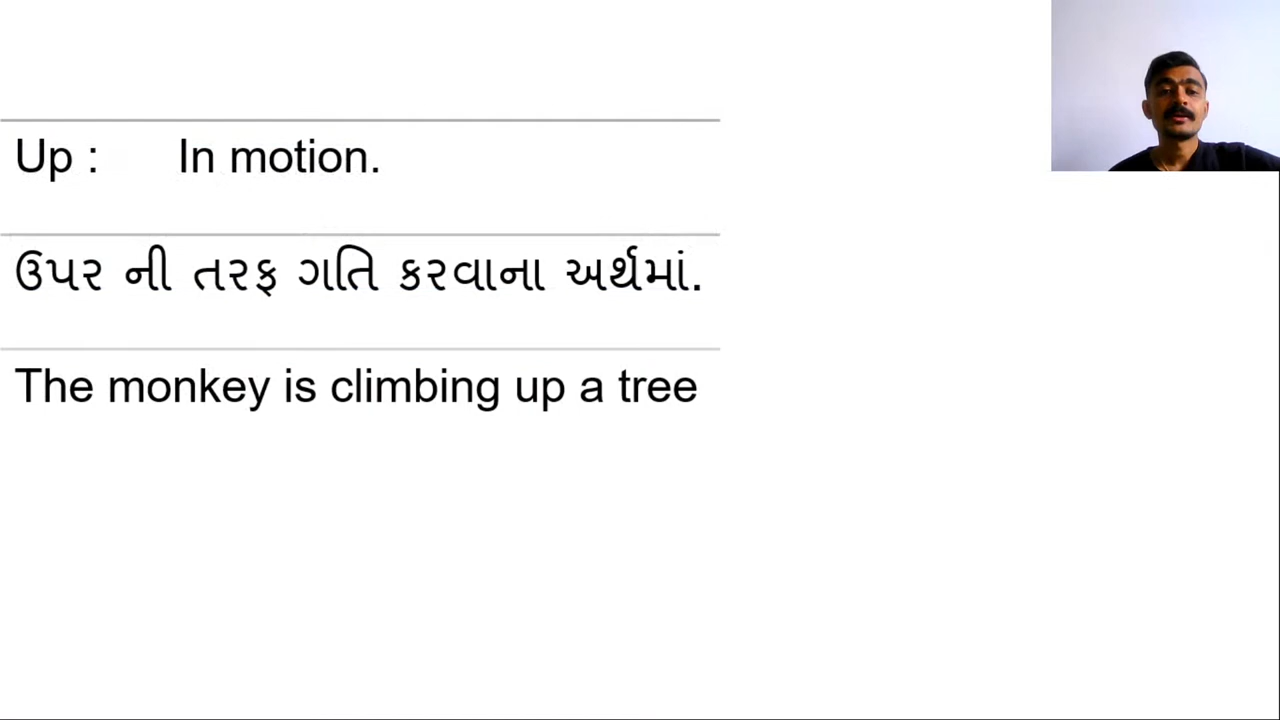 Up : In motion.
ઉપર ની તરફ ગતિ કરવાના અર્થમાં.
The monkey is climbing up a tree